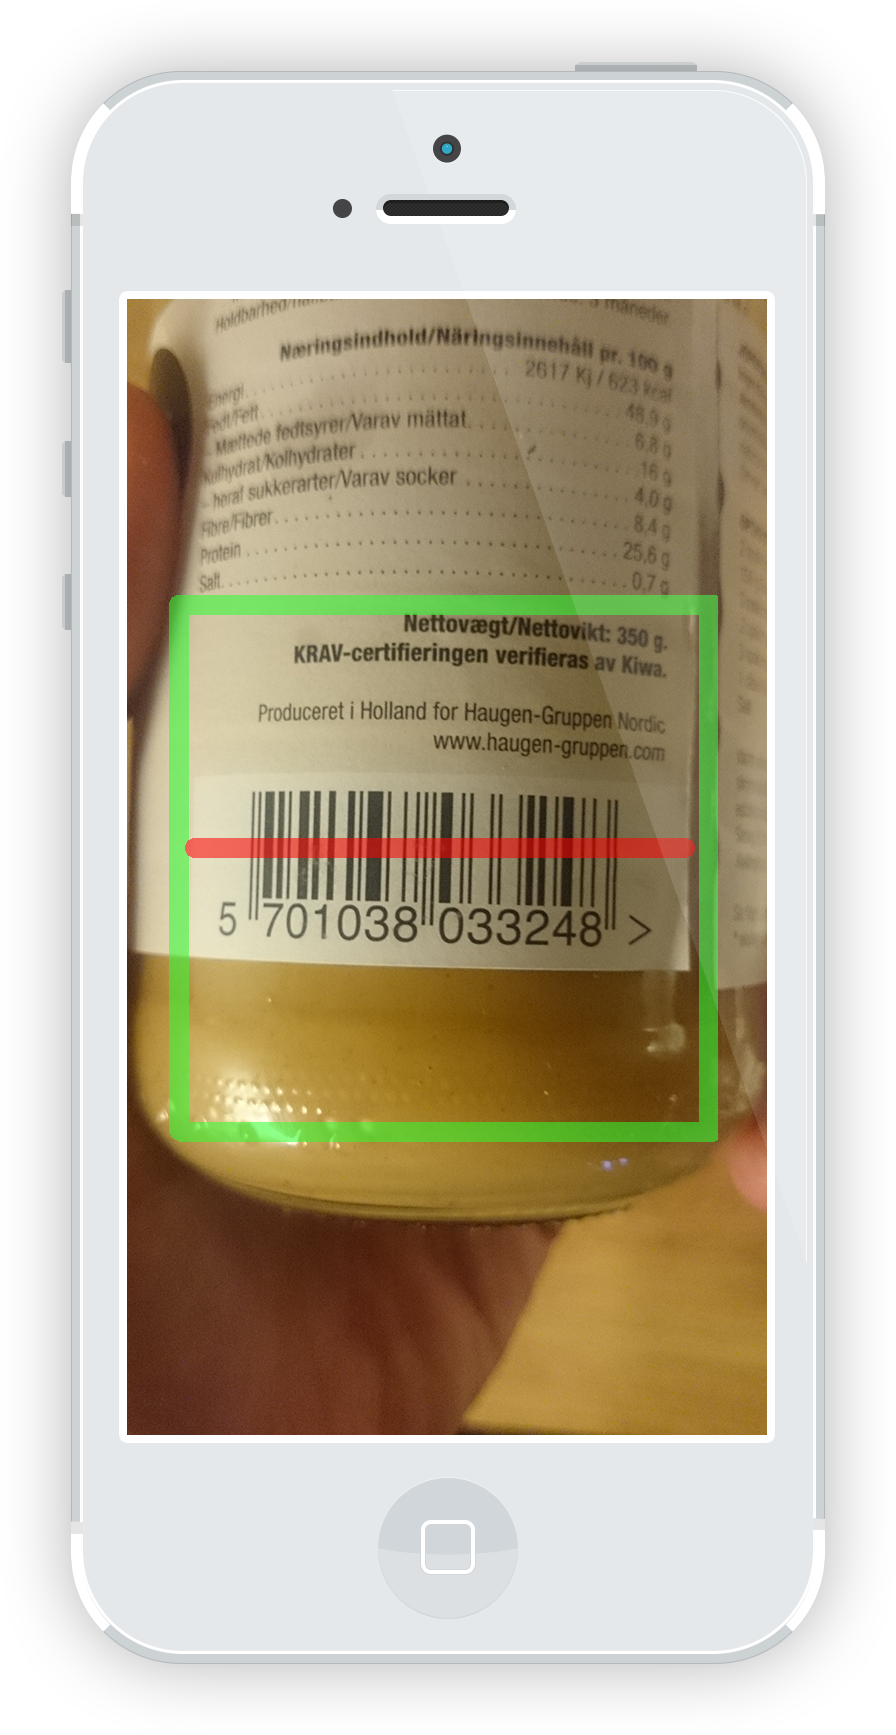 Holdbarhed/
måneder
Næringsindhold/Näringsinnehåll pr. 100 g
Energi 2617 Kj / 623 kcal
Fedt/Fett 48,9 g
- Mættede fedtsyrer/Varav mättat 6,8 g
Kulhydrat/Kolhydrater 16 g
- heraf sukkerarter/Varav socker 4,0 g
Fibre/Fibrer 8,4 g
Protein 25,6 g
Salt 0,7 g
Nettovægt/Nettovikt: 350 g.
KRAV-certifieringen verifieras av Kiwa.
Produceret i Holland for Haugen-Gruppen Nordic
www.haugen-gruppen.com
5 701038 033248 >